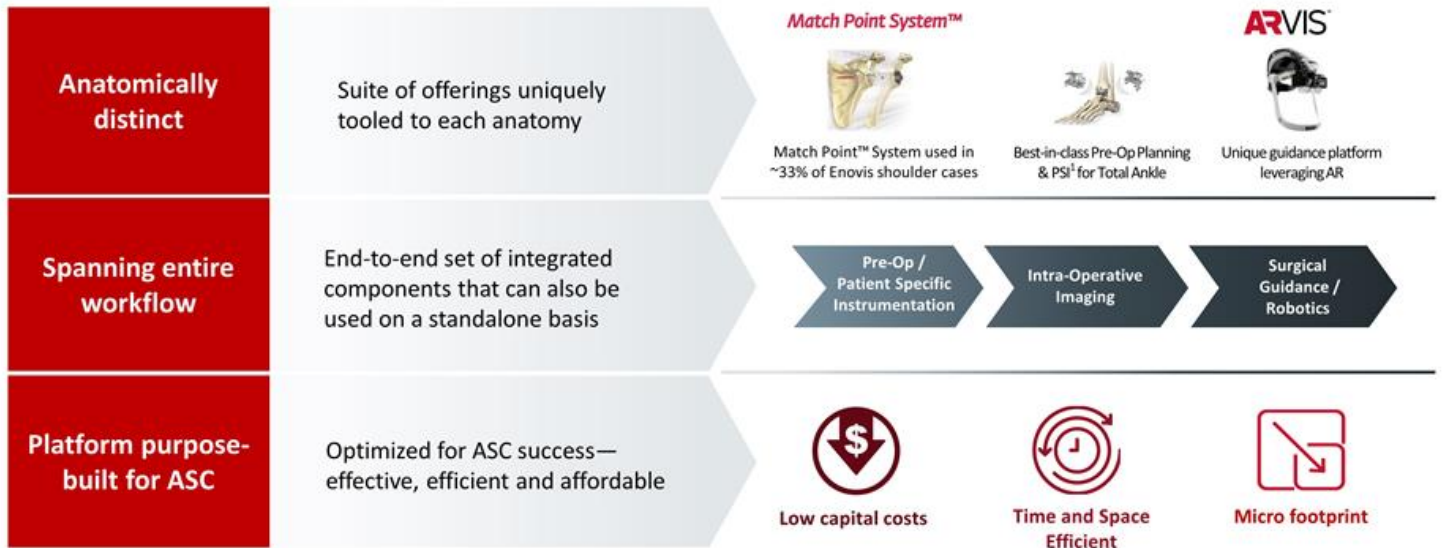 Anatomically
distinct
Suite of offerings uniquely
tooled to each anatomy
Match Point System™
Match Point™ System used in
~33% of Enovis shoulder cases
Best-in-class Pre-Op Planning
& PSI¹ for Total Ankle
ARVIS
Unique guidance platform
leveraging AR
Spanning entire
workflow
End-to-end set of integrated
components that can also be
used on a standalone basis
Pre-Op /
Patient Specific
Instrumentation
Intra-Operative
Imaging
Surgical
Guidance /
Robotics
Platform purpose-
built for ASC
Optimized for ASC success—
effective, efficient and affordable
$
Low capital costs
Time and Space
Efficient
Micro footprint